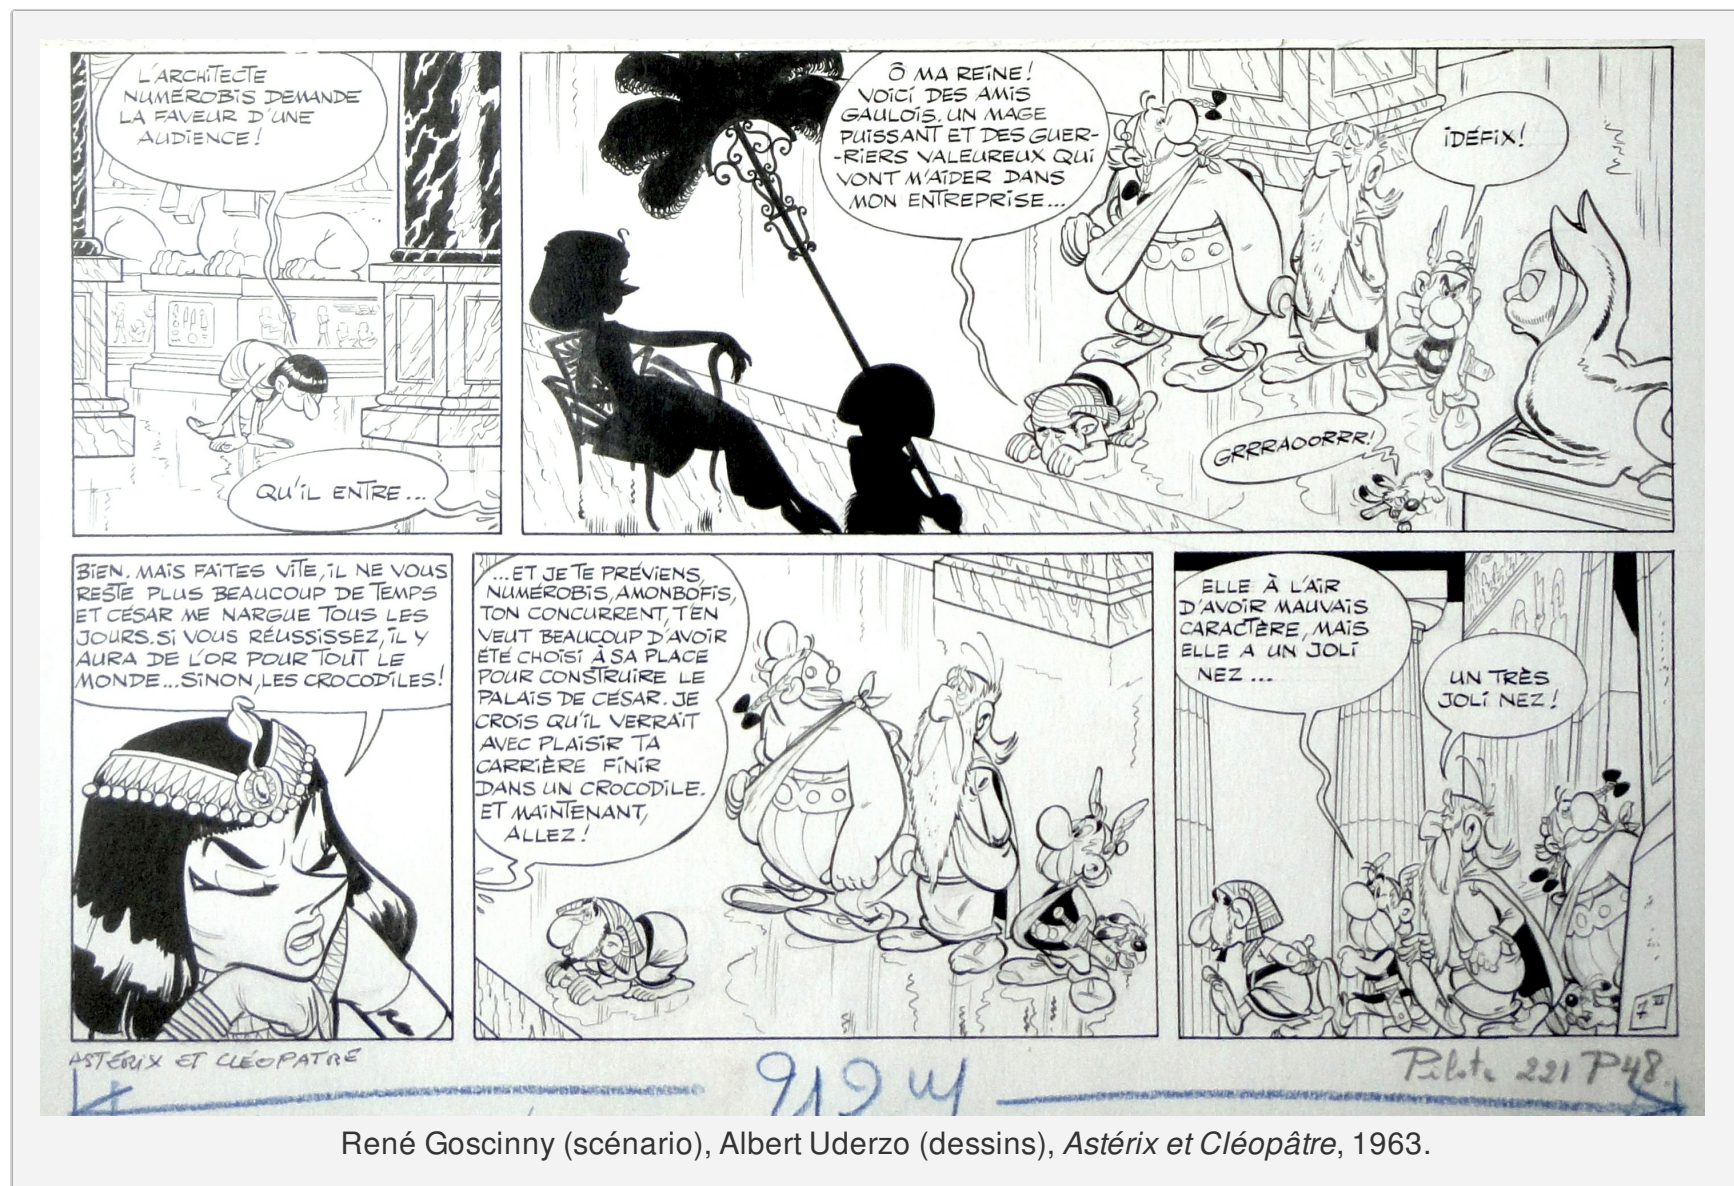 L'ARCHITECTE
NUMÉROBIS DEMANDE
LA FAVEUR D'UNE
AUDIENCE!
QU'IL ENTRE...
Ô MA REINE!
VOICI DES AMIS
GAULOIS. UN MAGE
PUISSANT ET DES GUER-
-RIERS VALEUREUX QUI
VONT M'AIDER DANS
MON ENTREPRISE...
IDÉFIX!
GRRRAOORRR!
BIEN. MAIS FAITES VITE, IL NE VOUS
RESTE PLUS BEAUCOUP DE TEMPS
ET CÉSAR ME NARGUE TOUS LES
JOURS. SI VOUS RÉUSSISSEZ, IL Y
AURA DE L'OR POUR TOUT LE
MONDE... SINON, LES CROCODILES!
...ET JE TE PRÉVIENS,
NUMÉROBIS, AMONBOFIS,
TON CONCURRENT, T'EN
VEUT BEAUCOUP D'AVOIR
ÉTÉ CHOISI À SA PLACE
POUR CONSTRUIRE LE
PALAIS DE CÉSAR. JE
CROIS QU'IL VERRAIT
AVEC PLAISIR TA
CARRIÈRE FINIR
DANS UN CROCODILE.
ET MAINTENANT,
ALLEZ!
ELLE À L'AIR
D'AVOIR MAUVAIS
CARACTÈRE, MAIS
ELLE A UN JOLI
NEZ...
UN TRÈS
JOLI NEZ!
ASTÉRIX ET CLÉOPATRE
Pilote 221 P48.
René Goscinny (scénario), Albert Uderzo (dessins), Astérix et Cléopâtre, 1963.